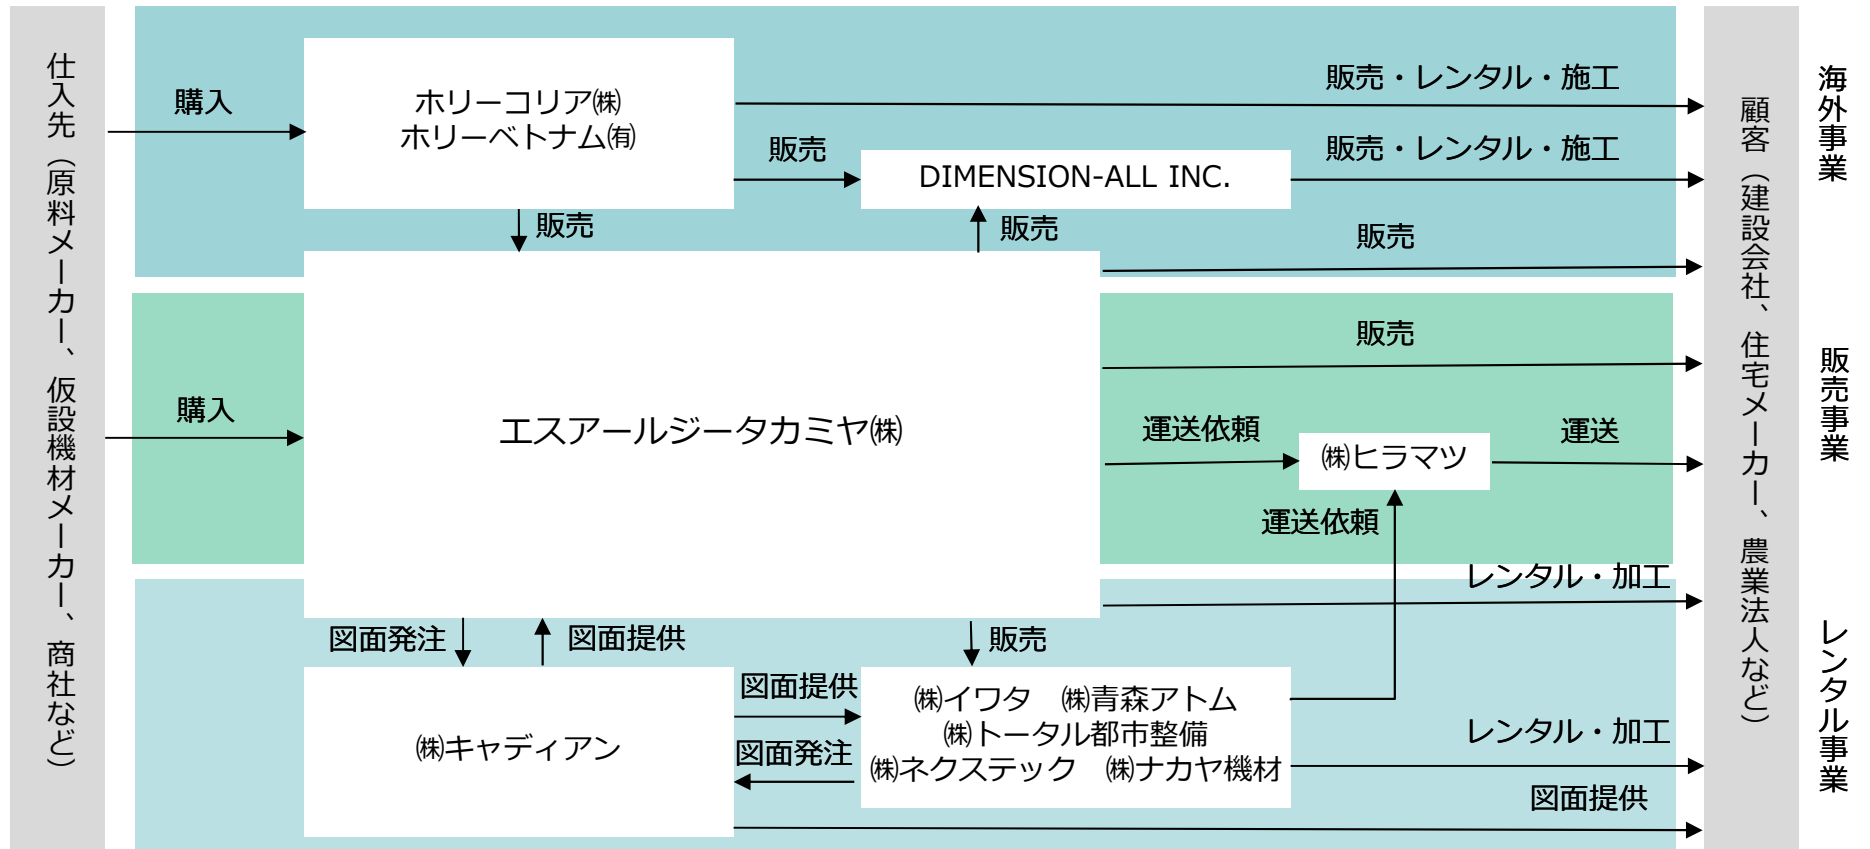 仕入先（原料メーカー、仮設機材メーカー、商社など）
購入
ホリーコリア㈱
ホリーベトナム㈲
販売・レンタル・施工
販売
DIMENSION-ALL INC.
販売・レンタル・施工
販売
販売
販売
海外事業
購入
エスアールジータカミヤ㈱
販売
運送依頼
㈱ヒラマツ
運送
運送依頼
販売事業
レンタル・加工
図面発注
図面提供
販売
㈱キャディアン
図面提供
図面発注
㈱イワタ　㈱青森アトム
㈱トータル都市整備
㈱ネクステック　㈱ナカヤ機材
レンタル・加工
図面提供
レンタル事業
顧客（建設会社、住宅メーカー、農業法人など）